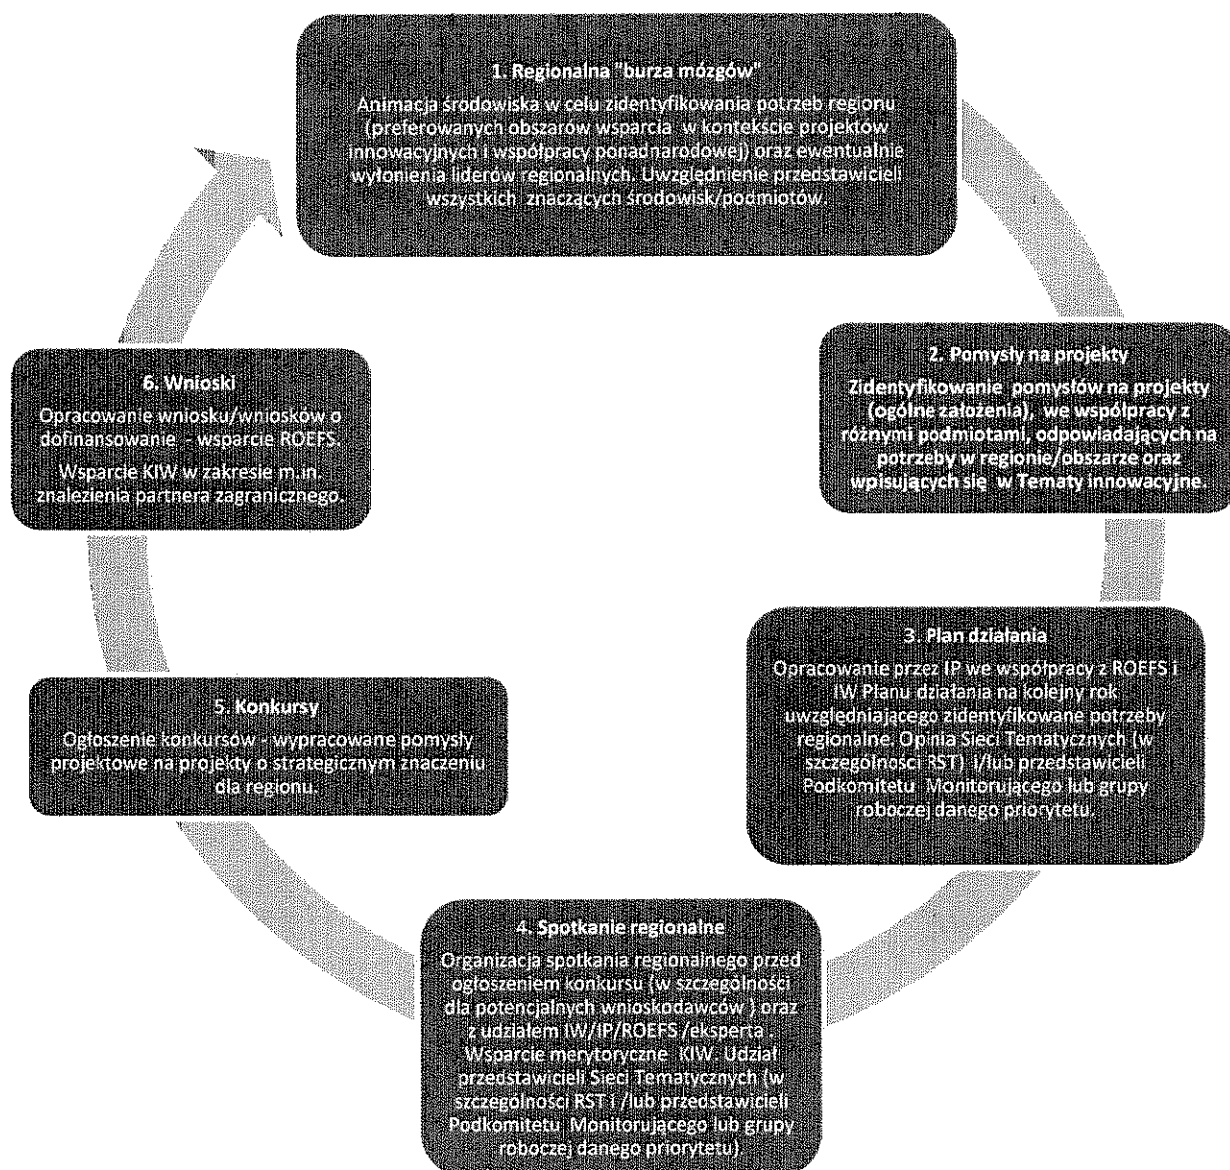 1. Regionalna "burza mózgów"
Animacja środowiska w celu zidentyfikowania potrzeb regionu
(preferowanych obszarów wsparcia w kontekście projektów
innowacyjnych i współpracy ponadnarodowej) oraz ewentualnie
wyłonienia liderów regionalnych. Uwzględnienie przedstawicieli
wszystkich znaczących środowisk/podmiotów.
2. Pomysły na projekty
Zidentyfikowanie pomysłów na projekty
(ogólne założenia), we współpracy z
różnymi podmiotami, odpowiadających na
potrzeby w regionie/obszarze oraz
wpisujących się w Tematy innowacyjne.
3. Plan działania
Opracowanie przez IP we współpracy z ROEFS i
IW Planu działania na kolejny rok
uwzględniającego zidentyfikowane potrzeby
regionalne. Opinia Sieci Tematycznych (w
szczególności RST) i/lub przedstawicieli
Podkomitetu Monitorującego lub grupy
roboczej danego priorytetu.
4. Spotkanie regionalne
Organizacja spotkania regionalnego przed
ogłoszeniem konkursu (w szczególności
dla potencjalnych wnioskodawców ) oraz
z udziałem IW/IP/ROEFS /eksperta .
Wsparcie merytoryczne KIW. Udział
przedstawicieli Sieci Tematycznych (w
szczególności RST i /lub przedstawicieli
Podkomitetu Monitorującego lub grupy
roboczej danego priorytetu).
5. Konkursy
Ogłoszenie konkursów - wypracowane pomysły
projektowe na projekty o strategicznym znaczeniu
dla regionu.
6. Wnioski
Opracowanie wniosku/wniosków o
dofinansowanie - wsparcie ROEFS.
Wsparcie KIW w zakresie m.in.
znalezienia partnera zagranicznego.